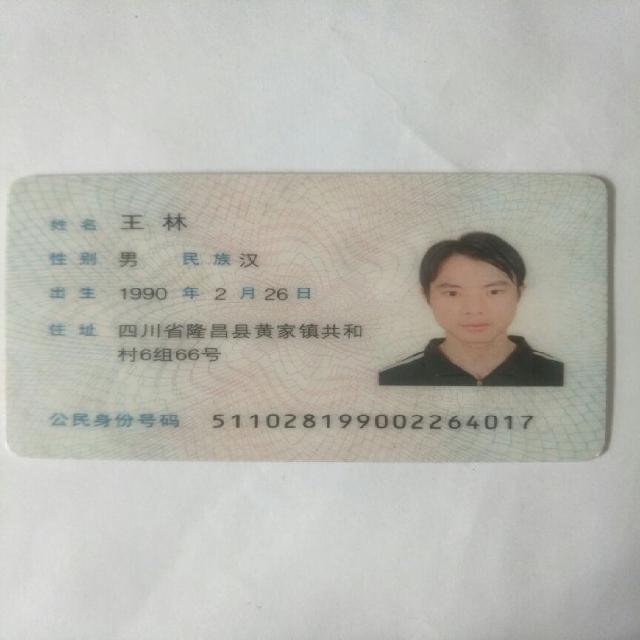 姓名 王林
性别 男 民族 汉
出生 1990 年 2 月 26 日
住址 四川省隆昌县黄家镇共和
村6组66号
公民身份号码 511028199002264017